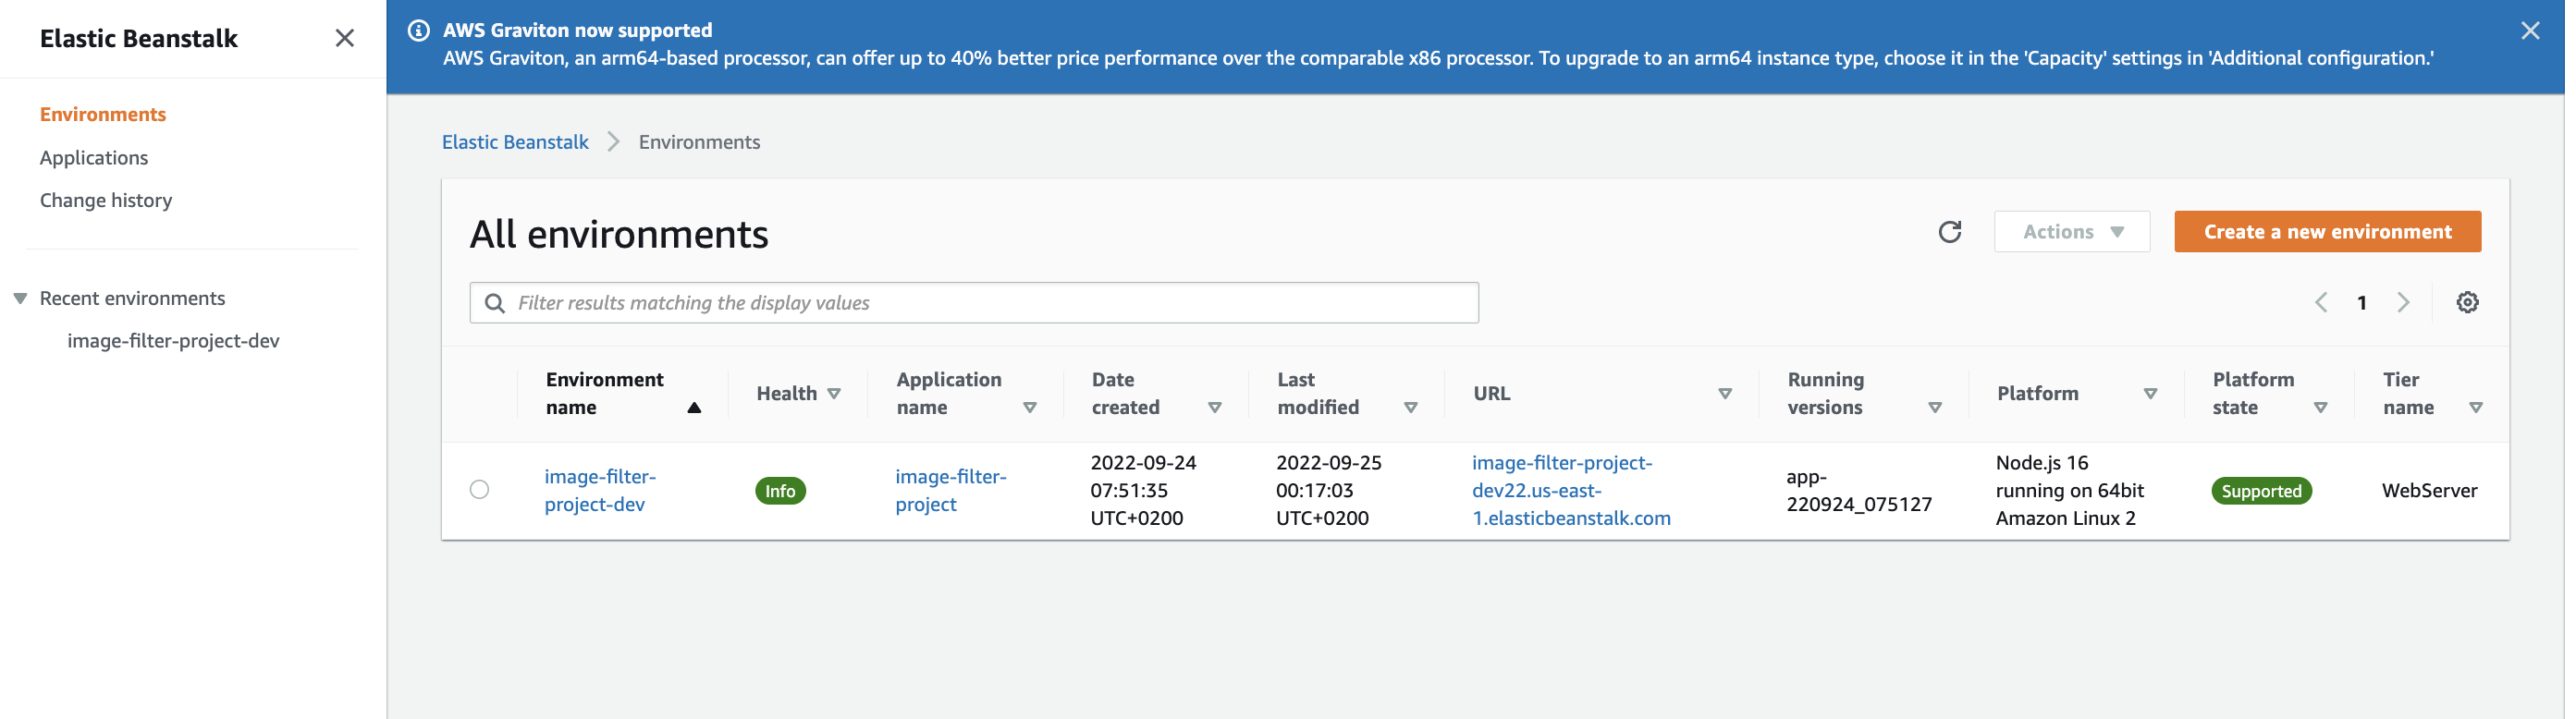 Elastic Beanstalk
Environments
Applications
Change history
Recent environments
image-filter-project-dev
AWS Graviton now supported
AWS Graviton, an arm64-based processor, can offer up to 40% better price performance over the comparable x86 processor. To upgrade to an arm64 instance type, choose it in the 'Capacity' settings in 'Additional configuration.'
Elastic Beanstalk
Environments
All environments
Actions
Create a new environment
Filter results matching the display values
1
Environment
name
Health
Application
name
Date
created
Last
modified
URL
Running
versions
Platform
Platform
state
Tier
name
image-filter-
project-dev
Info
image-filter-
project
2022-09-24
07:51:35
UTC+0200
2022-09-25
00:17:03
UTC+0200
image-filter-project-
dev22.us-east-
1.elasticbeanstalk.com
app-
220924_075127
Node.js 16
running on 64bit
Amazon Linux 2
Supported
WebServer